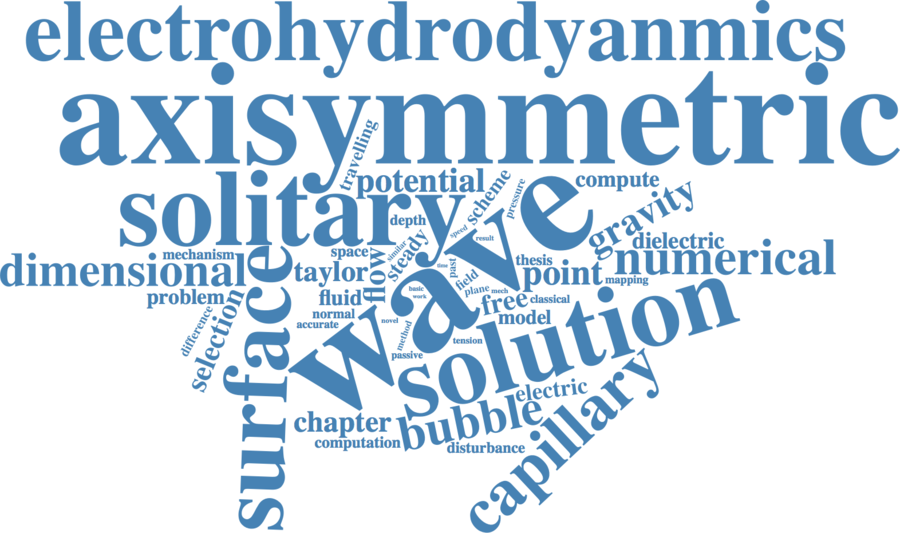 electrohydrodyanmics
axisymmetric
travelling
solitary
potential
scheme
pressure
compute
wave
depth
speed
result
gravity
dielectric
mechanism
space
similar
steady
dimensional
taylor
flow
time
past
field
thesis
point
numerical
problem
fluid
basic
work
plane
mech
mapping
free
classical
difference
selection
normal
accurate
novel
method
model
surface
passive
tension
solution
electric
chapter
bubble
capillary
computation
disturbance